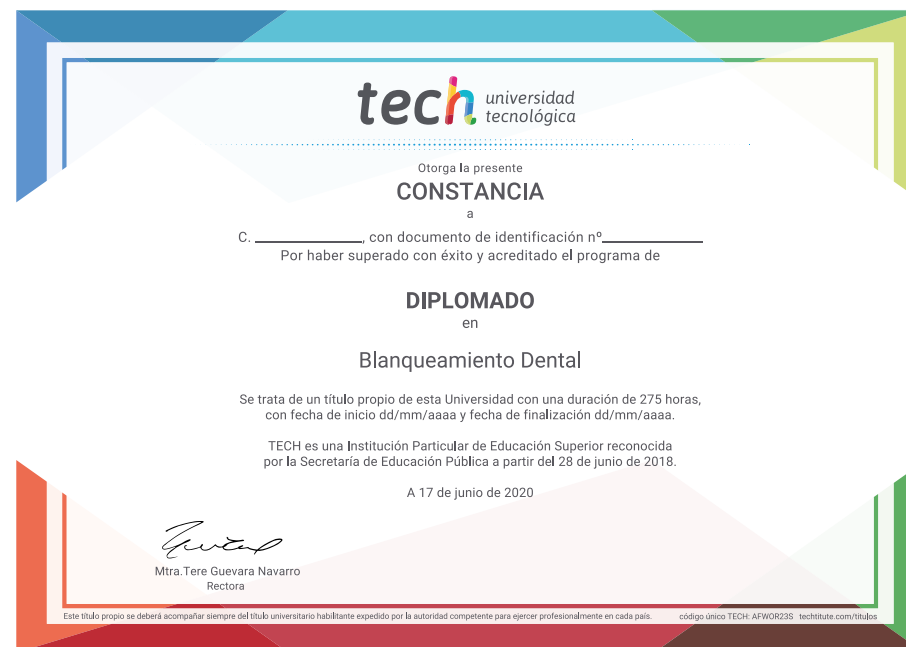 tech universidad
tecnológica
Otorga la presente
CONSTANCIA
a
C. ____________, con documento de identificación nº____________
Por haber superado con éxito y acreditado el programa de
DIPLOMADO
en
Blanqueamiento Dental
Se trata de un título propio de esta Universidad con una duración de 275 horas,
con fecha de inicio dd/mm/aaaa y fecha de finalización dd/mm/aaaa.
TECH es una Institución Particular de Educación Superior reconocida
por la Secretaría de Educación Pública a partir del 28 de junio de 2018.
A 17 de junio de 2020
Mtra.Tere Guevara Navarro
Rectora
Este título propio se deberá acompañar siempre del título universitario habilitante expedido por la autoridad competente para ejercer profesionalmente en cada país. código único TECH: AFWOR23S techtitute.com/titulos